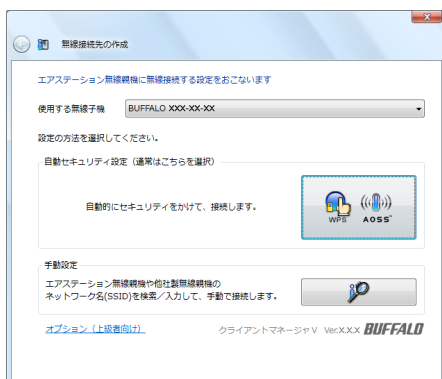 無線接続先の作成
エアステーション無線親機に無線接続する設定をおこないます
使用する無線子機 BUFFALO XXX-XX-XX
設定の方法を選択してください。
自動セキュリティ設定（通常はこちらを選択）
自動的にセキュリティをかけて、接続します。
WPS AOSS™
手動設定
エアステーション無線親機や他社製無線親機の
ネットワーク名(SSID)を検索／入力して、手動で接続します。
オプション（上級者向け） クライアントマネージャV Ver.X.X.X BUFFALO